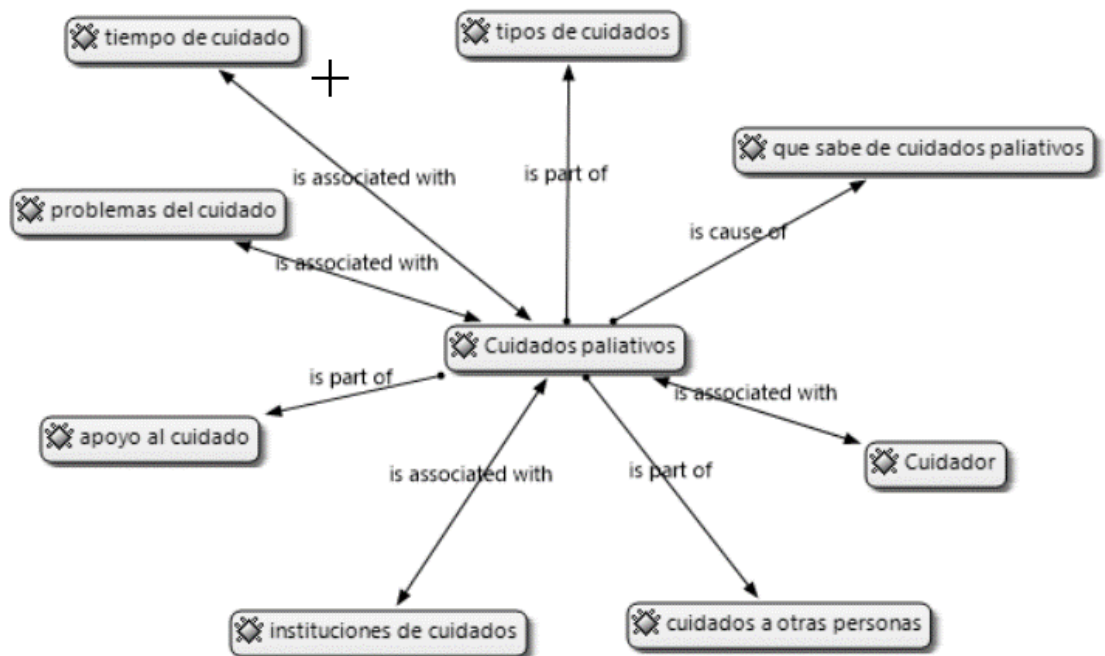 tiempo de cuidado
tipos de cuidados
que sabe de cuidados paliativos
is associated with
is part of
problemas del cuidado
is cause of
is associated with
Cuidados paliativos
is part of
is associated with
apoyo al cuidado
Cuidador
is associated with
is part of
instituciones de cuidados
cuidados a otras personas